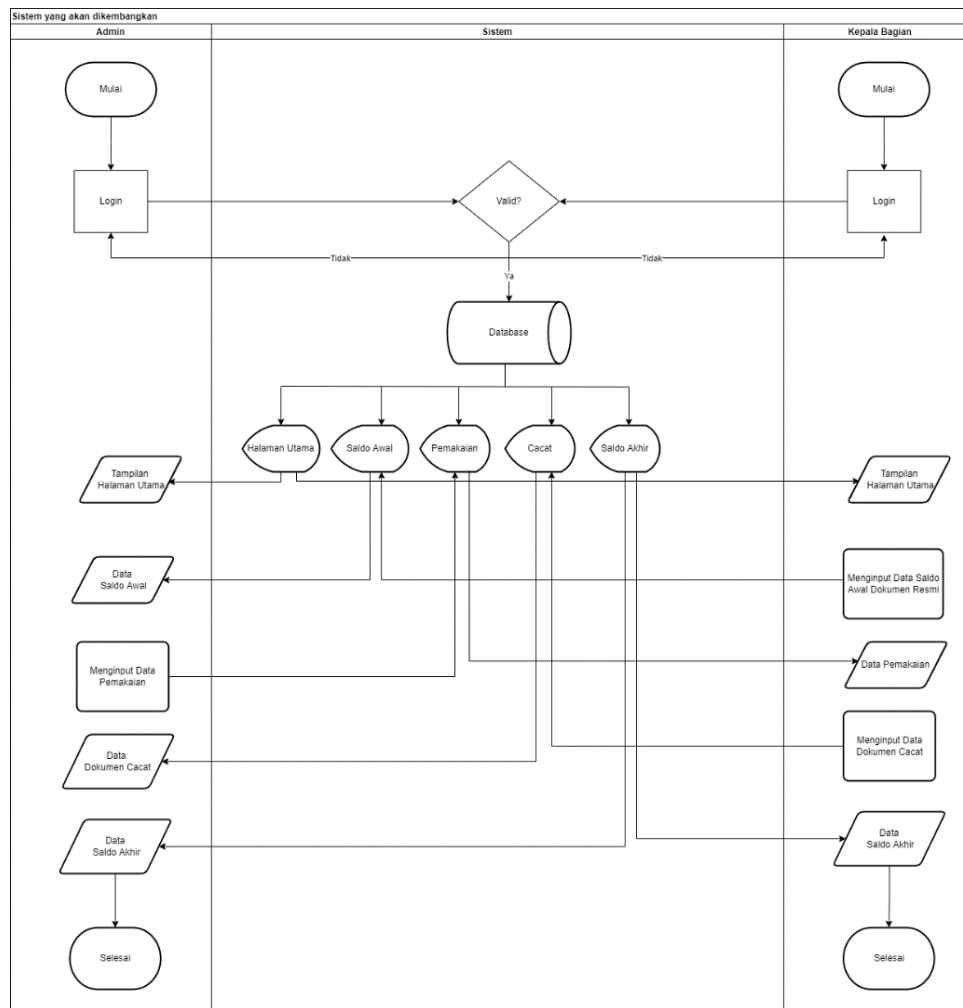 Sistem yang akan dikembangkan
Admin
Sistem
Kepala Bagian
Mulai
Mulai
Login
Valid?
Login
Tidak
Tidak
Ya
Database
Halaman Utama
Saldo Awal
Pemakaian
Cacat
Saldo Akhir
Tampilan
Halaman Utama
Tampilan
Halaman Utama
Data
Saldo Awal
Menginput Data Saldo
Awal Dokumen Resmi
Menginput Data
Pemakaian
Data Pemakaian
Data
Dokumen Cacat
Menginput Data
Dokumen Cacat
Data
Saldo Akhir
Data
Saldo Akhir
Selesai
Selesai